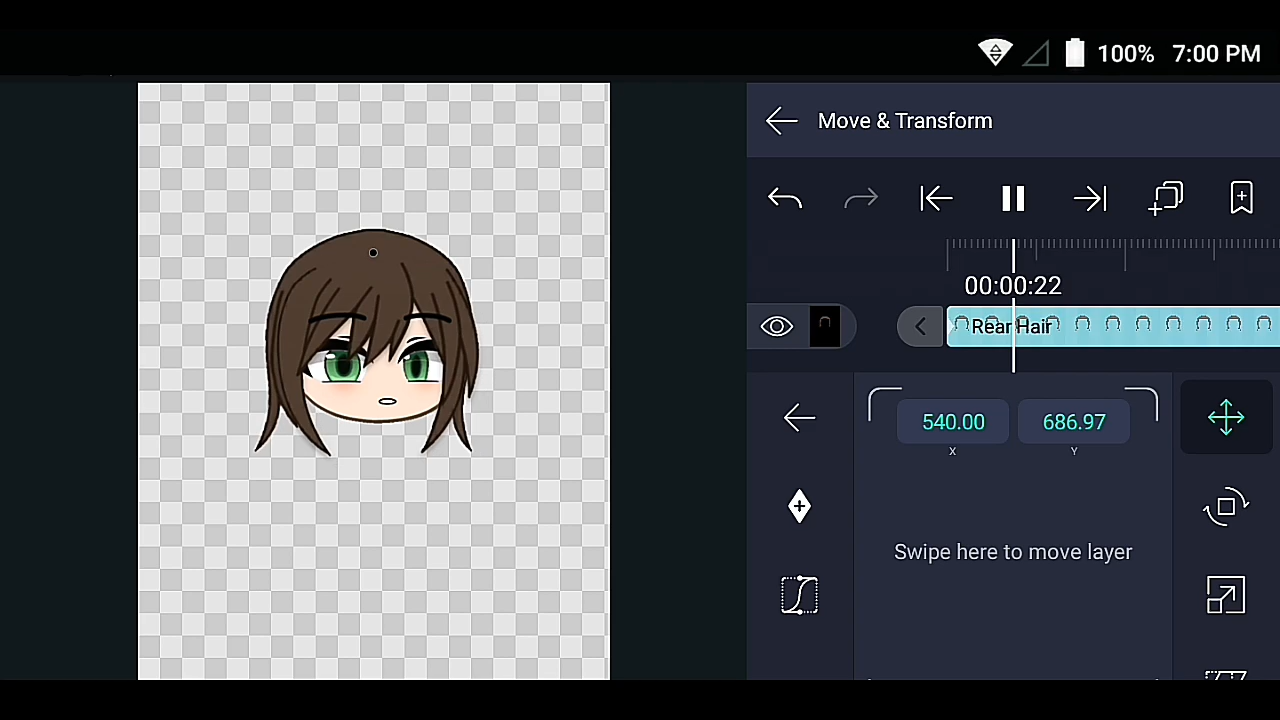 100% 7:00 PM
Move & Transform
00:00:22
Rear Hair
540.00 686.97
X Y
Swipe here to move layer